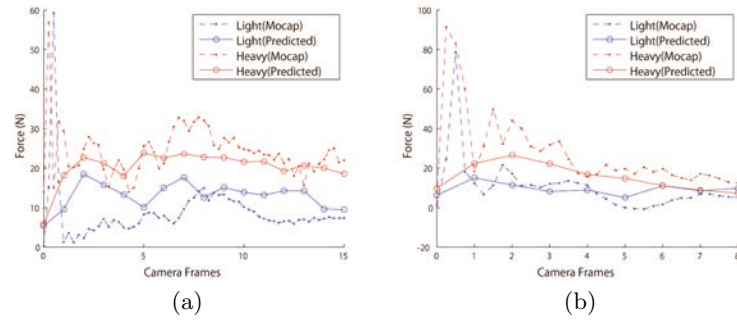 60
50
40
30
20
10
0
Force (N)
0
5
10
15
Camera Frames
Light(Mocap)
Light(Predicted)
Heavy(Mocap)
Heavy(Predicted)
(a)
100
80
60
40
20
0
-20
Force (N)
0
1
2
3
4
5
6
7
8
Camera Frames
Light(Mocap)
Light(Predicted)
Heavy(Mocap)
Heavy(Predicted)
(b)